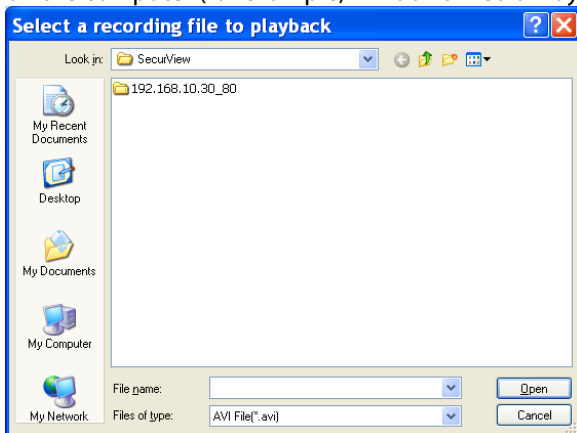 Select a recording file to playback
Look in: SecurView
192.168.10.30_80
My Recent
Documents
Desktop
My Documents
My Computer
My Network
File name:
Open
Files of type: AVI File(*.avi)
Cancel